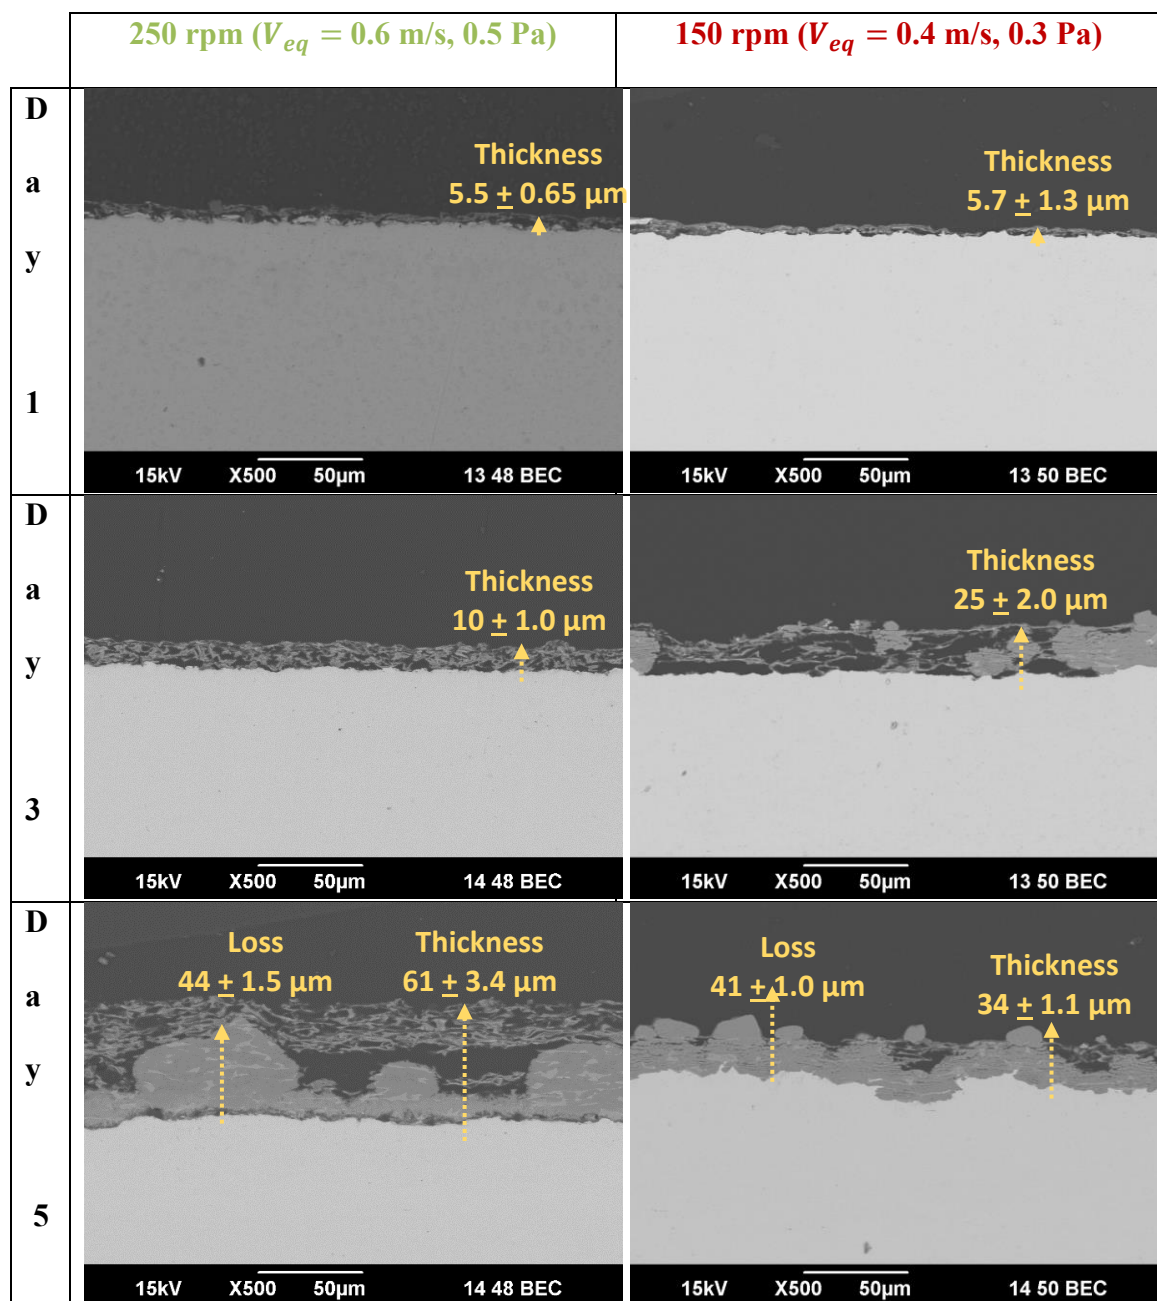 250 rpm (V_eq = 0.6 m/s, 0.5 Pa)
150 rpm (V_eq = 0.4 m/s, 0.3 Pa)
D
a
y
1
Thickness
5.5 ± 0.65 µm
15kV X500 50µm 13 48 BEC
Thickness
5.7 ± 1.3 µm
15kV X500 50µm 13 50 BEC
D
a
y
3
Thickness
10 ± 1.0 µm
15kV X500 50µm 14 48 BEC
Thickness
25 ± 2.0 µm
15kV X500 50µm 13 50 BEC
D
a
y
5
Loss
44 ± 1.5 µm
Thickness
61 ± 3.4 µm
15kV X500 50µm 14 48 BEC
Loss
41 ± 1.0 µm
Thickness
34 ± 1.1 µm
15kV X500 50µm 14 50 BEC